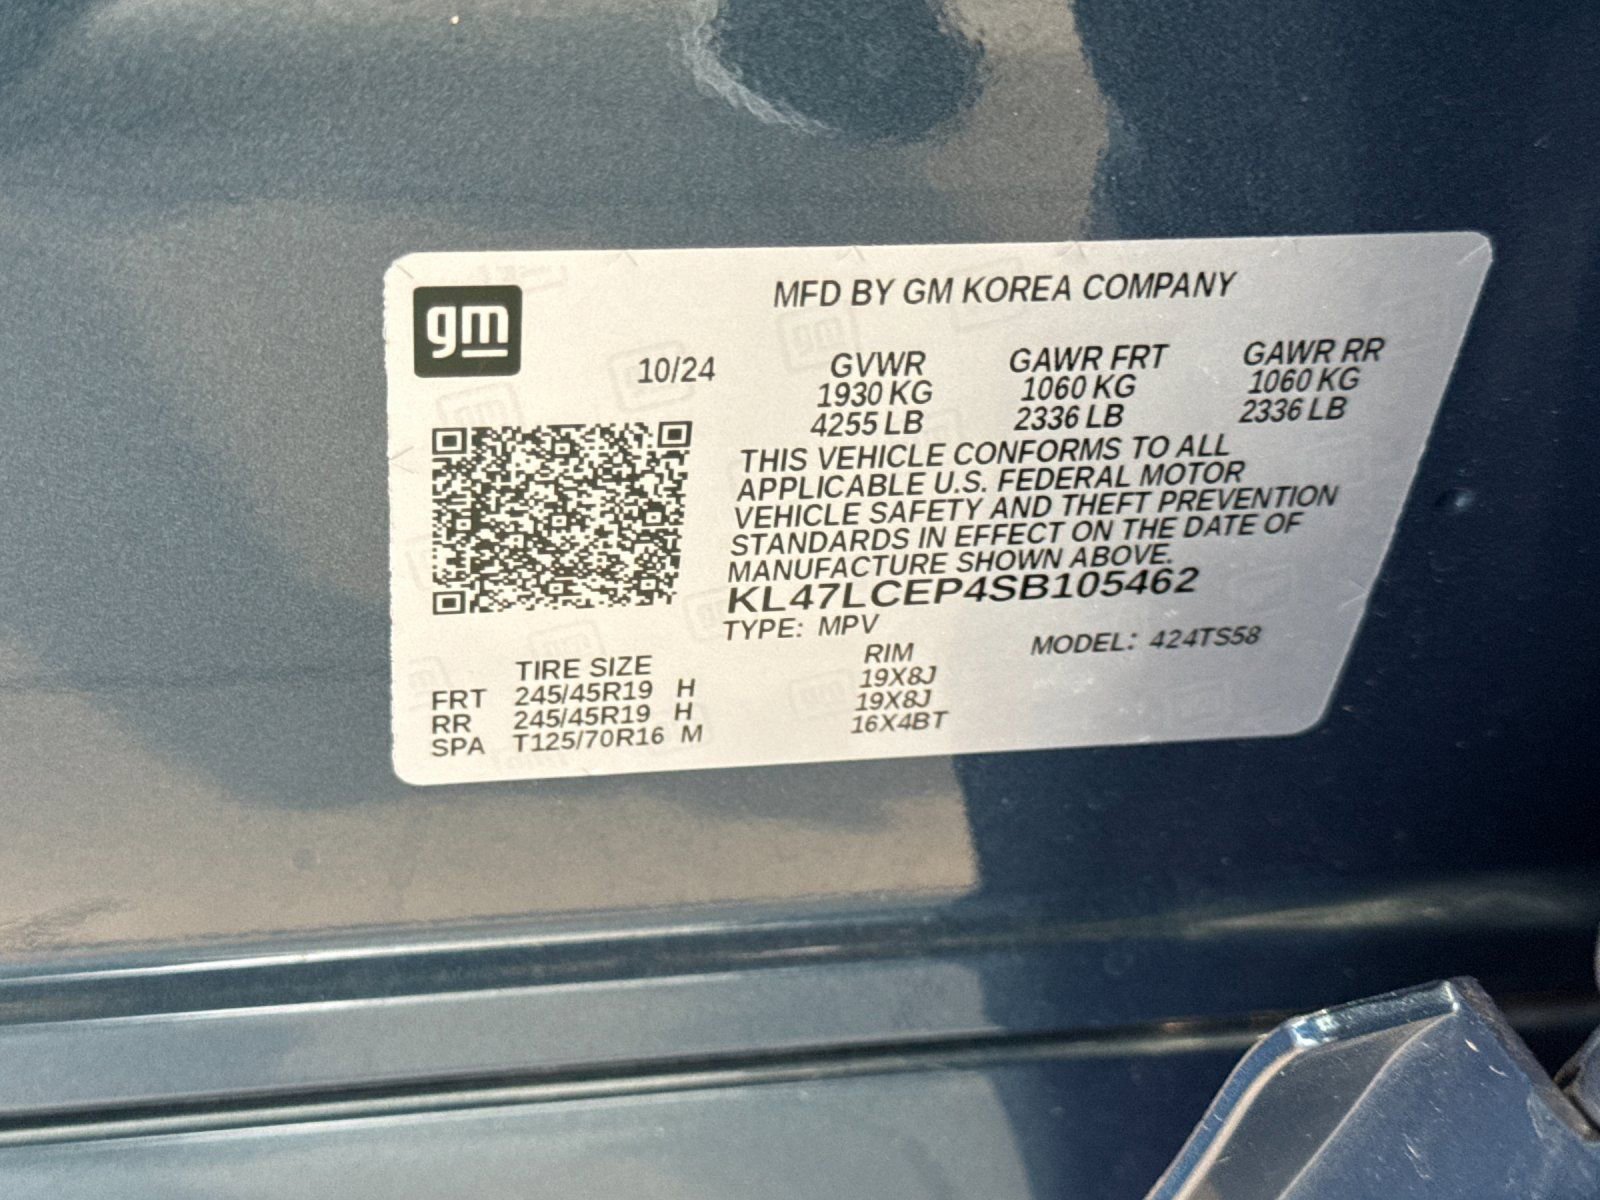 gm
MFD BY GM KOREA COMPANY
10/24 GVWR GAWR FRT GAWR RR
1930 KG 1060 KG 1060 KG
4255 LB 2336 LB 2336 LB
THIS VEHICLE CONFORMS TO ALL
APPLICABLE U.S. FEDERAL MOTOR
VEHICLE SAFETY AND THEFT PREVENTION
STANDARDS IN EFFECT ON THE DATE OF
MANUFACTURE SHOWN ABOVE.
KL47LCEP4SB105462
TYPE: MPV MODEL: 424TS58
TIRE SIZE RIM
FRT 245/45R19 H 19X8J
RR 245/45R19 H 19X8J
SPA T125/70R16 M 16X4BT